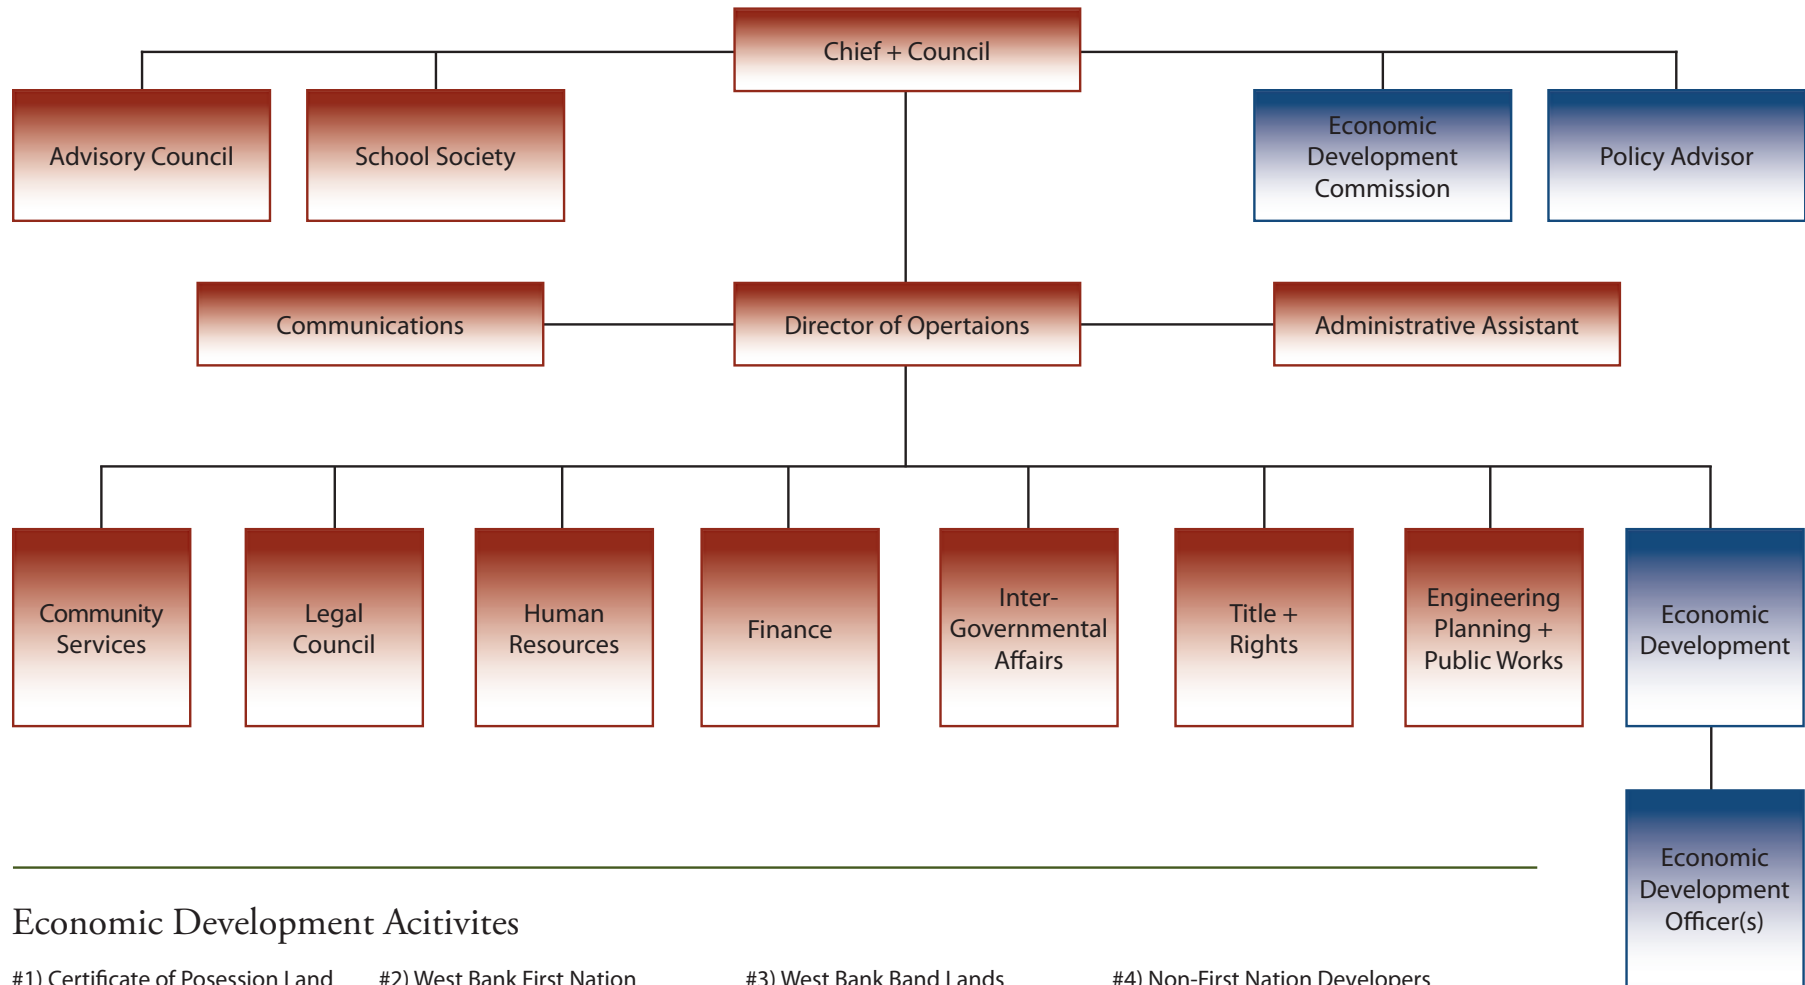 Chief + Council
Advisory Council
School Society
Economic
Development
Commission
Policy Advisor
Communications
Director of Opertaions
Administrative Assistant
Community
Services
Legal
Council
Human
Resources
Finance
Inter-
Governmental
Affairs
Title +
Rights
Engineering
Planning +
Public Works
Economic
Development
Economic
Development
Officer(s)
Economic Development Acitivites
#1) Certificate of Posession Land
#2) West Bank First Nation
#3) West Bank Band Lands
#4) Non-First Nation Developers